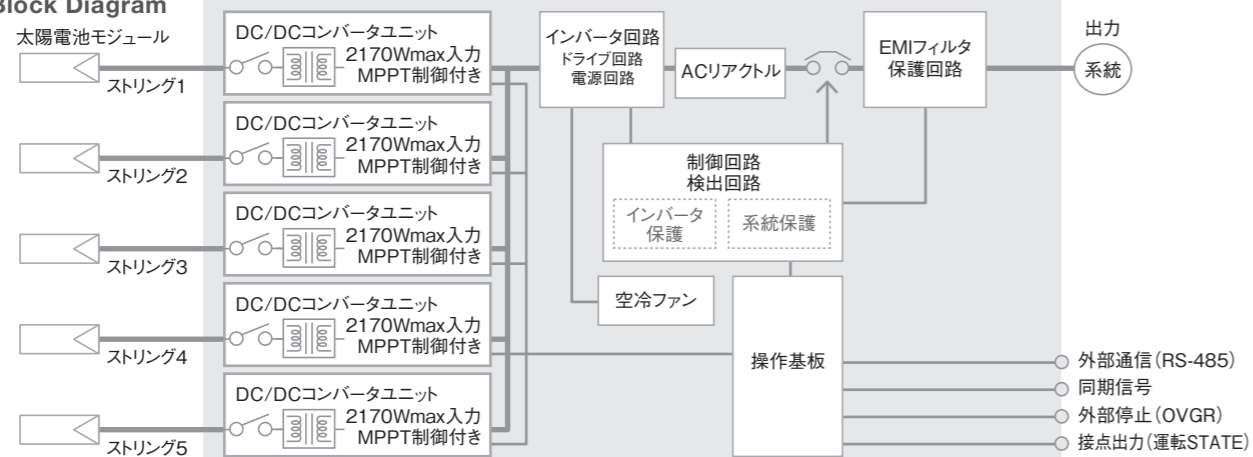 Block Diagram
太陽電池モジュール
ストリング1
ストリング2
ストリング3
ストリング4
ストリング5
DC/DCコンバータユニット
2170Wmax入力
MPPT制御付き
DC/DCコンバータユニット
2170Wmax入力
MPPT制御付き
DC/DCコンバータユニット
2170Wmax入力
MPPT制御付き
DC/DCコンバータユニット
2170Wmax入力
MPPT制御付き
DC/DCコンバータユニット
2170Wmax入力
MPPT制御付き
インバータ回路
ドライブ回路
電源回路
ACリアクトル
EMIフィルタ
保護回路
出力
系統
制御回路
検出回路
インバータ
保護
系統保護
空冷ファン
操作基板
外部通信(RS-485)
同期信号
外部停止(OVGR)
接点出力(運転STATE)